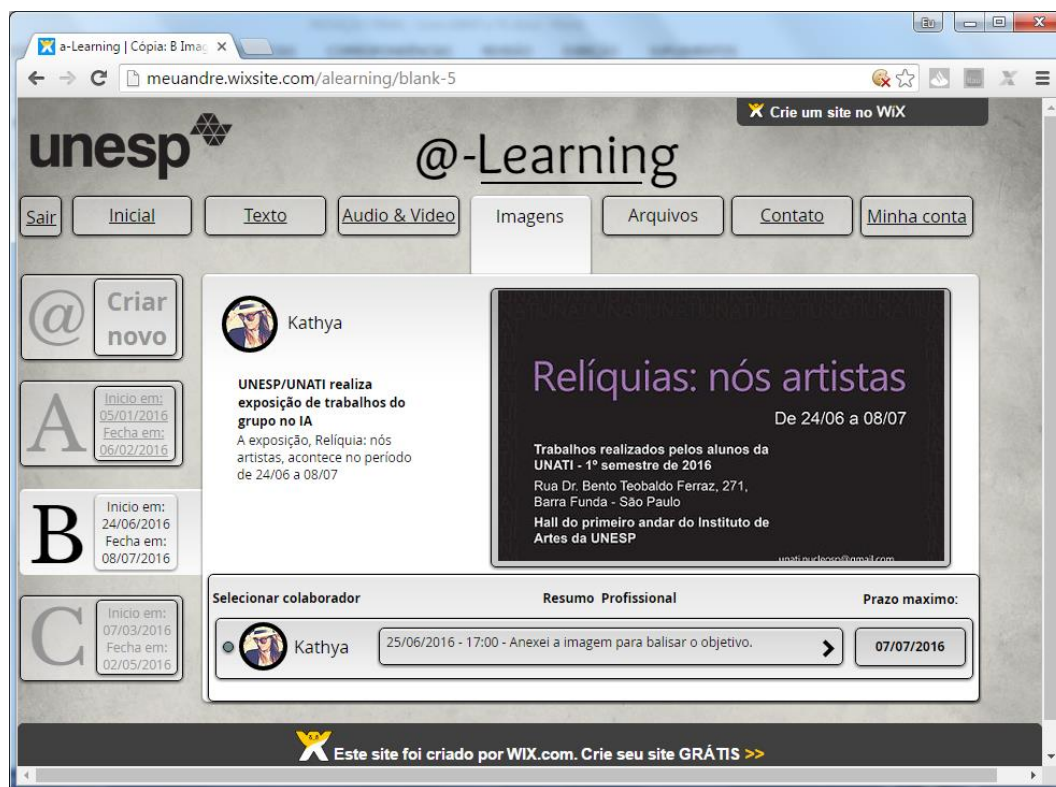 Eu
a-Learning | Cópia: B Imag
meuandre.wixsite.com/alearning/blank-5
Crie um site no WiX
unesp
@-Learning
Sair
Inicial
Texto
Audio & Video
Imagens
Arquivos
Contato
Minha conta
@
Criar
novo
A
Inicio em:
05/01/2016
Fecha em:
06/02/2016
B
Inicio em:
24/06/2016
Fecha em:
08/07/2016
C
Inicio em:
07/03/2016
Fecha em:
02/05/2016
Kathya
UNESP/UNATI realiza
exposição de trabalhos do
grupo no IA
A exposição, Relíquia: nós
artistas, acontece no período
de 24/06 a 08/07
Relíquias: nós artistas
De 24/06 a 08/07
Trabalhos realizados pelos alunos da
UNATI - 1º semestre de 2016
Rua Dr. Bento Teobaldo Ferraz, 271,
Barra Funda - São Paulo
Hall do primeiro andar do Instituto de
Artes da UNESP
unati.nucleosp@gmail.com
Selecionar colaborador
Resumo Profissional
Prazo maximo:
Kathya
25/06/2016 - 17:00 - Anexei a imagem para balisar o objetivo.
07/07/2016
Este site foi criado por WIX.com. Crie seu site GRÁTIS >>